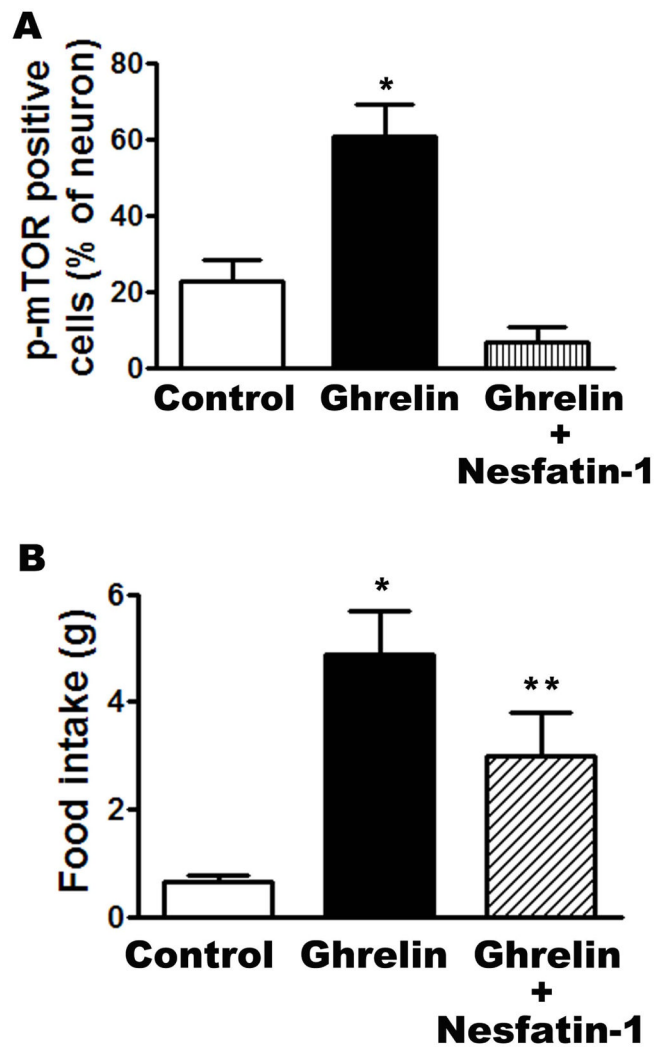 A
p-mTOR positive
cells (% of neuron)
80
60
40
20
0
*
Control
Ghrelin
Ghrelin
+
Nesfatin-1
B
Food intake (g)
6
4
2
0
*
**
Control
Ghrelin
Ghrelin
+
Nesfatin-1